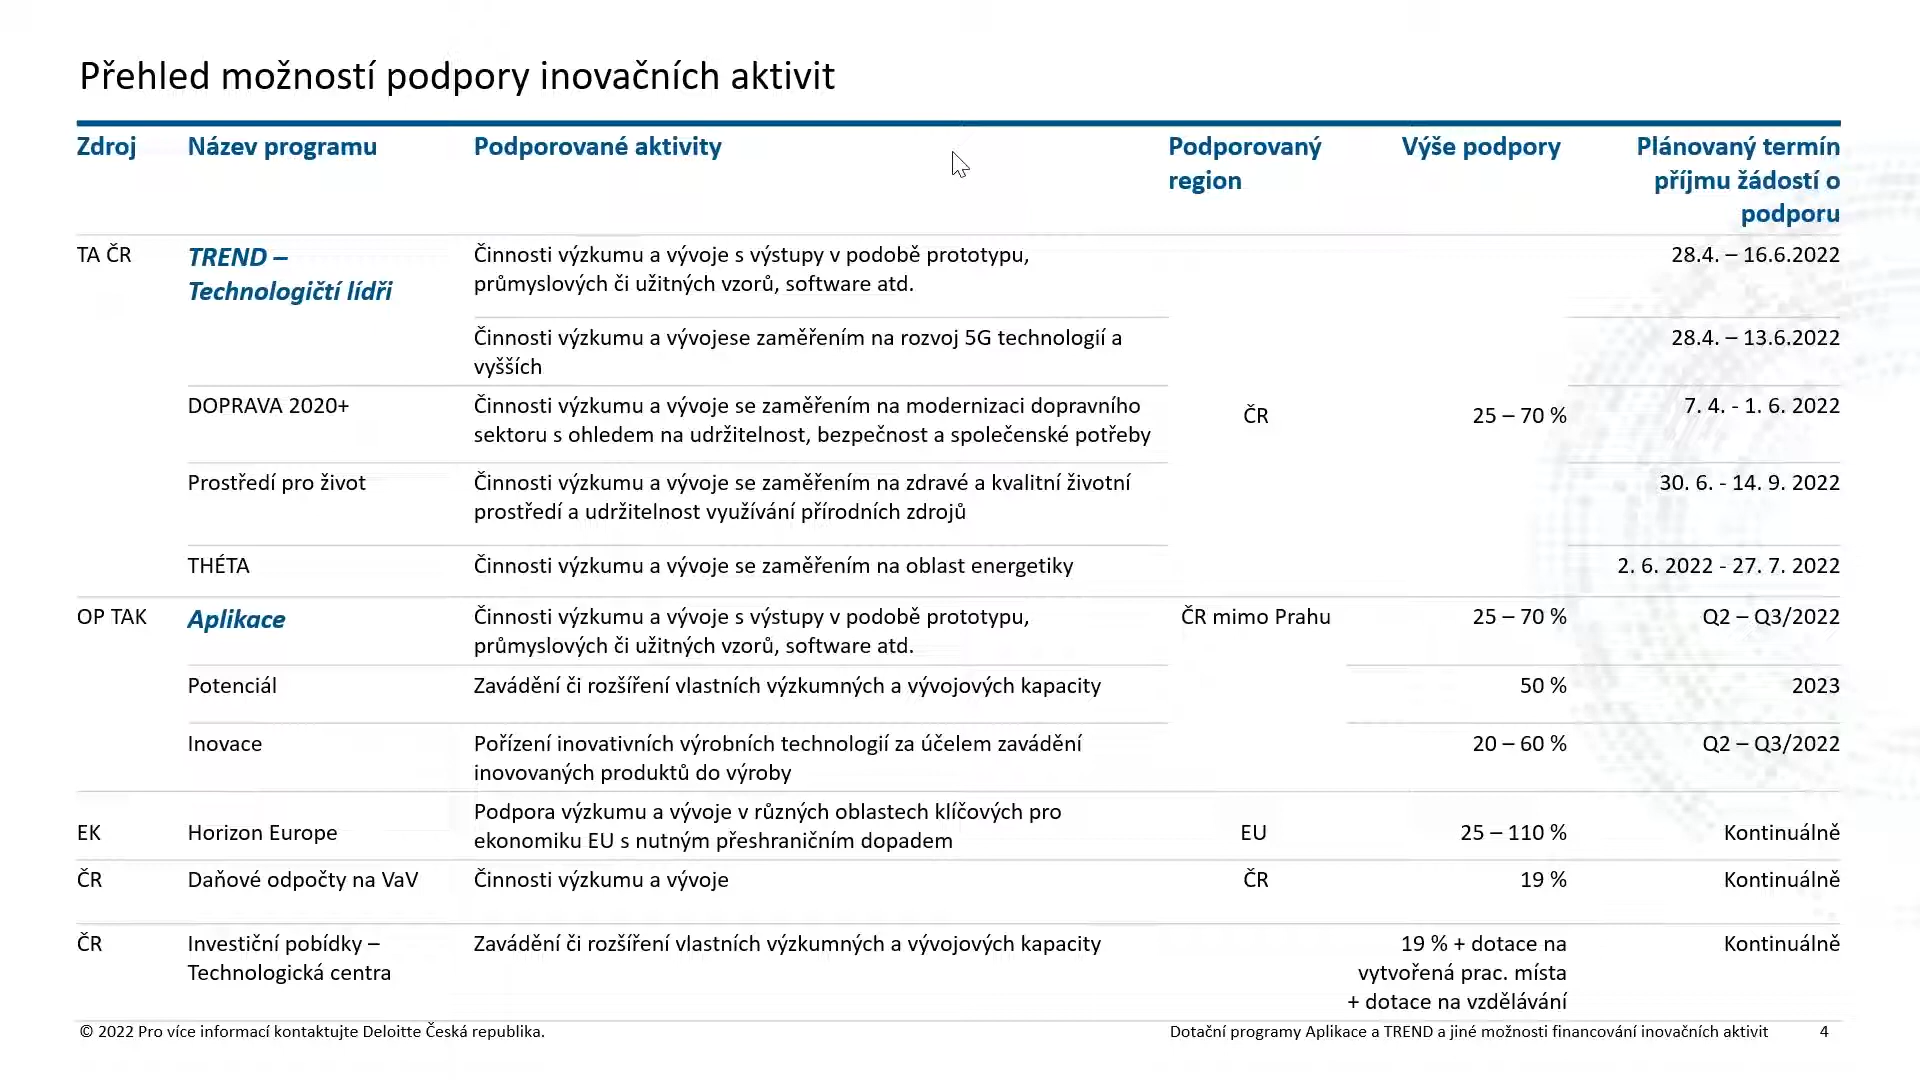 Přehled možností podpory inovačních aktivit
Zdroj
Název programu
Podporované aktivity
Podporovaný
region
Výše podpory
Plánovaný termín
příjmu žádostí o
podporu
TA ČR
TREND –
Technologičtí lídři
Činnosti výzkumu a vývoje s výstupy v podobě prototypu,
průmyslových či užitných vzorů, software atd.
28.4. – 16.6.2022
Činnosti výzkumu a vývojese zaměřením na rozvoj 5G technologií a
vyšších
28.4. – 13.6.2022
DOPRAVA 2020+
Činnosti výzkumu a vývoje se zaměřením na modernizaci dopravního
sektoru s ohledem na udržitelnost, bezpečnost a společenské potřeby
ČR
25 – 70 %
7. 4. - 1. 6. 2022
Prostředí pro život
Činnosti výzkumu a vývoje se zaměřením na zdravé a kvalitní životní
prostředí a udržitelnost využívání přírodních zdrojů
30. 6. - 14. 9. 2022
THÉTA
Činnosti výzkumu a vývoje se zaměřením na oblast energetiky
2. 6. 2022 - 27. 7. 2022
OP TAK
Aplikace
Činnosti výzkumu a vývoje s výstupy v podobě prototypu,
průmyslových či užitných vzorů, software atd.
ČR mimo Prahu
25 – 70 %
Q2 – Q3/2022
Potenciál
Zavádění či rozšíření vlastních výzkumných a vývojových kapacity
50 %
2023
Inovace
Pořízení inovativních výrobních technologií za účelem zavádění
inovovaných produktů do výroby
20 – 60 %
Q2 – Q3/2022
EK
Horizon Europe
Podpora výzkumu a vývoje v různých oblastech klíčových pro
ekonomiku EU s nutným přeshraničním dopadem
EU
25 – 110 %
Kontinuálně
ČR
Daňové odpočty na VaV
Činnosti výzkumu a vývoje
ČR
19 %
Kontinuálně
ČR
Investiční pobídky –
Technologická centra
Zavádění či rozšíření vlastních výzkumných a vývojových kapacity
19 % + dotace na
vytvořená prac. místa
+ dotace na vzdělávání
Kontinuálně
© 2022 Pro více informací kontaktujte Deloitte Česká republika.
Dotační programy Aplikace a TREND a jiné možnosti financování inovačních aktivit
4